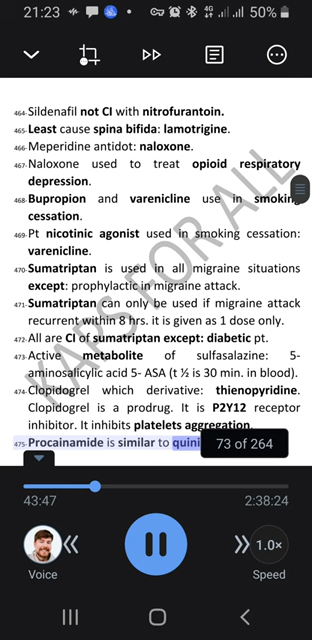 21:23
4G
50%
464- Sildenafil not CI with nitrofurantoin.
465- Least cause spina bifida: lamotrigine.
466- Meperidine antidot: naloxone.
467- Naloxone used to treat opioid respiratory
depression.
468- Bupropion and varenicline use in smoking
cessation.
469- Pt nicotinic agonist used in smoking cessation:
varenicline.
470- Sumatriptan is used in all migraine situations
except: prophylactic in migraine attack.
471- Sumatriptan can only be used if migraine attack
recurrent within 8 hrs. it is given as 1 dose only.
472- All are CI of sumatriptan except: diabetic pt.
473- Active metabolite of sulfasalazine: 5-
aminosalicylic acid 5- ASA (t ½ is 30 min. in blood).
474- Clopidogrel which derivative: thienopyridine.
Clopidogrel is a prodrug. It is P2Y12 receptor
inhibitor. It inhibits platelets aggregation.
475- Procainamide is similar to quini
KAPS FOR ALL
73 of 264
43:47
2:38:24
1.0×
Voice
Speed